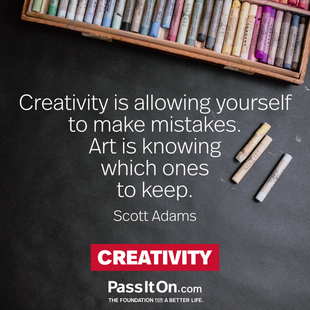 Creativity is allowing yourself
to make mistakes.
Art is knowing
which ones
to keep.
Scott Adams
CREATIVITY
PassItOn.com
THE FOUNDATION FOR A BETTER LIFE.